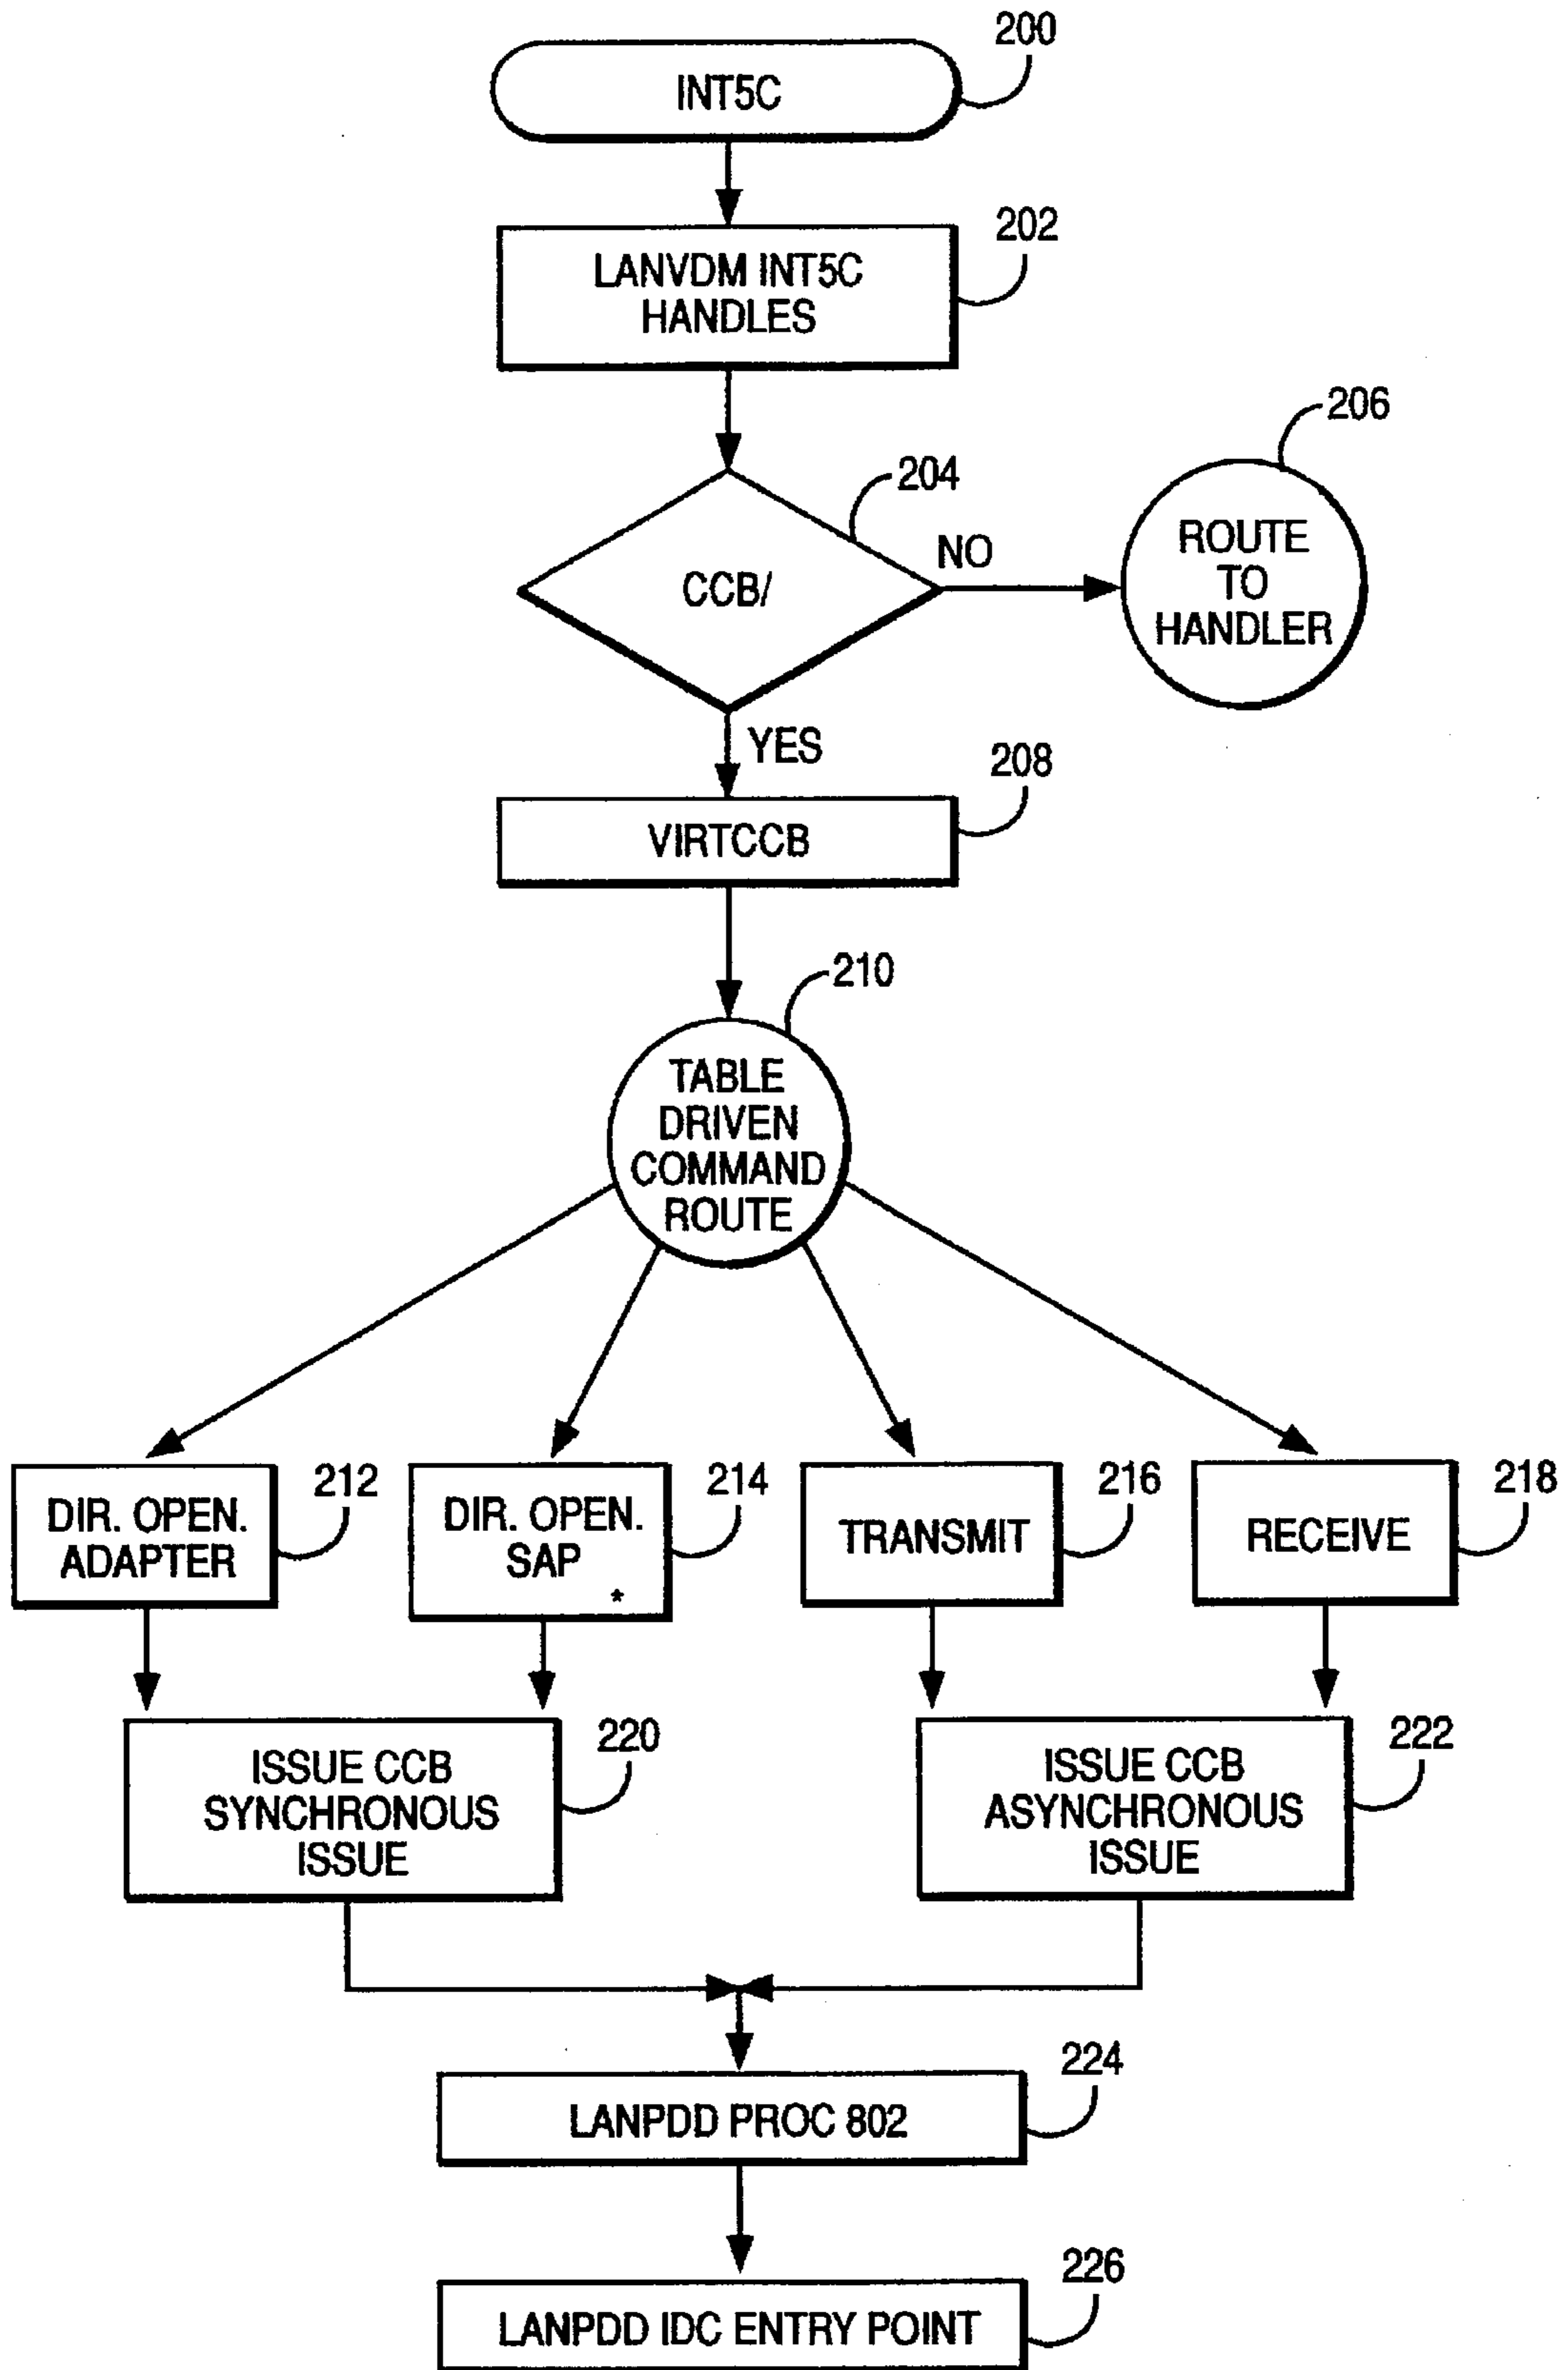 200
INT5C
202
LANVDM INT5C
HANDLES
206
204
ROUTE
TO
HANDLER
NO
CCB/
YES
208
VIRTCCB
210
TABLE
DRIVEN
COMMAND
ROUTE
212
DIR. OPEN.
ADAPTER
214
DIR. OPEN.
SAP
*
216
TRANSMIT
218
RECEIVE
220
ISSUE CCB
SYNCHRONOUS
ISSUE
222
ISSUE CCB
ASYNCHRONOUS
ISSUE
224
LANPDD PROC 802
226
LANPDD IDC ENTRY POINT